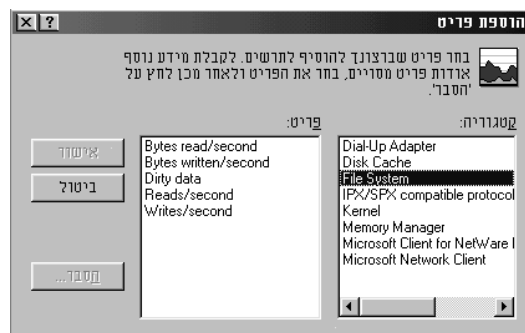 הוספת פריט
בחר פריט שברצונך להוסיף לתרשים. לקבלת מידע נוסף
אודות פריט מסויים, בחר את הפריט ולאחר מכן לחץ על
'הסבר'.
קטגוריה:
Dial-Up Adapter
Disk Cache
File System
IPX/SPX compatible protocol
Kernel
Memory Manager
Microsoft Client for NetWare
Microsoft Network Client
פריט:
Bytes read/second
Bytes written/second
Dirty data
Reads/second
Writes/second
אישור
ביטול
הסבר...